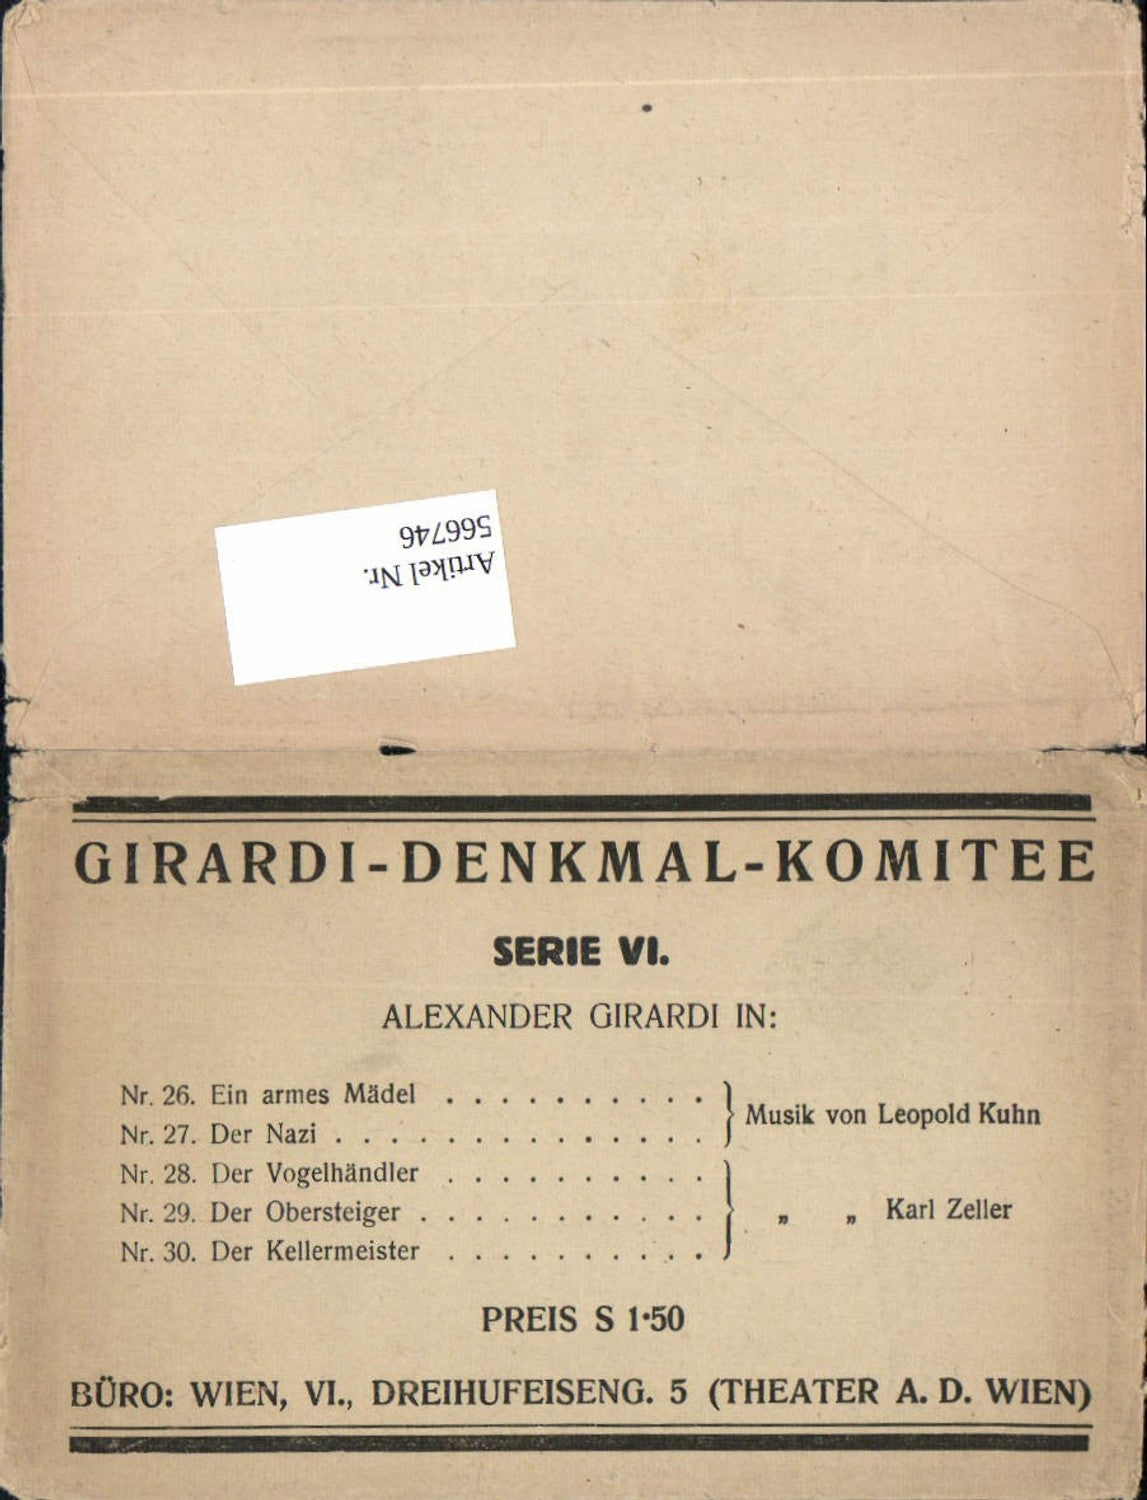 Artikel Nr.
566746
GIRARDI-DENKMAL-KOMITEE
SERIE VI.
ALEXANDER GIRARDI IN:
Nr. 26. Ein armes Mädel . . . . . . . . . .
Nr. 27. Der Nazi . . . . . . . . . . . . . . } Musik von Leopold Kuhn
Nr. 28. Der Vogelhändler . . . . . . . . . .
Nr. 29. Der Obersteiger . . . . . . . . . . . } „ „ Karl Zeller
Nr. 30. Der Kellermeister . . . . . . . . . .
PREIS S 1·50
BÜRO: WIEN, VI., DREIHUFEISENG. 5 (THEATER A. D. WIEN)